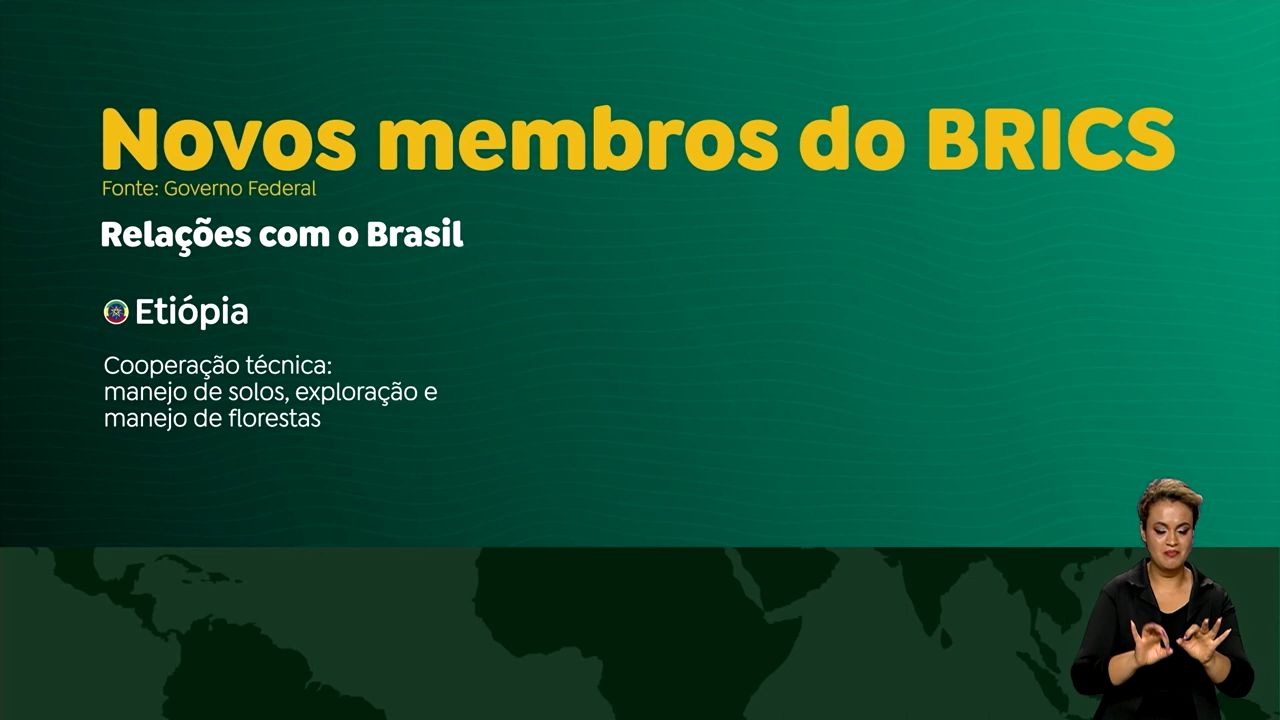 Novos membros do BRICS
Fonte: Governo Federal
Relações com o Brasil
Etiópia
Cooperação técnica:
manejo de solos, exploração e
manejo de florestas